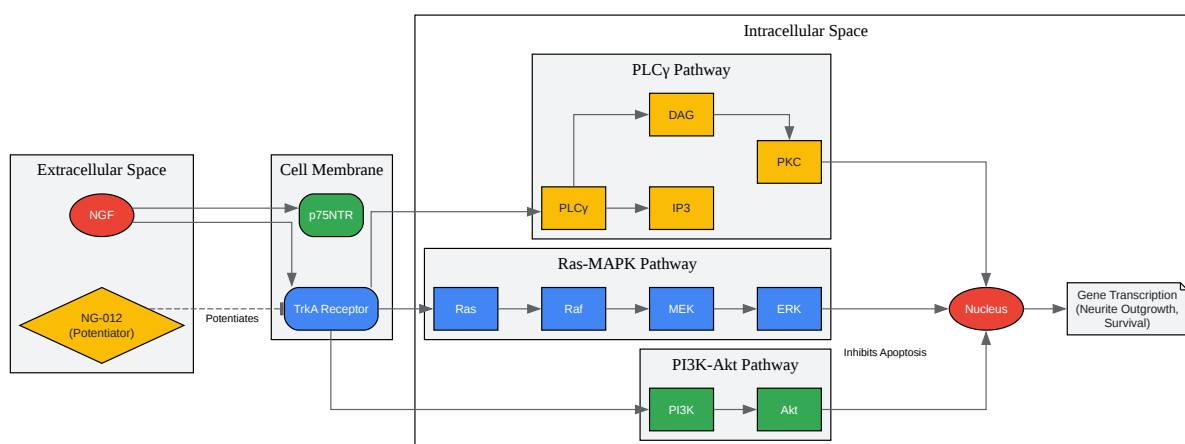 Intracellular Space
PLCγ Pathway
DAG
PKC
PLCγ
IP3
Extracellular Space
NGF
NG-012
(Potentiator)
Potentiates
Cell Membrane
p75NTR
TrkA Receptor
Ras-MAPK Pathway
Ras
Raf
MEK
ERK
PI3K-Akt Pathway
PI3K
Akt
Inhibits Apoptosis
Nucleus
Gene Transcription
(Neurite Outgrowth,
Survival)